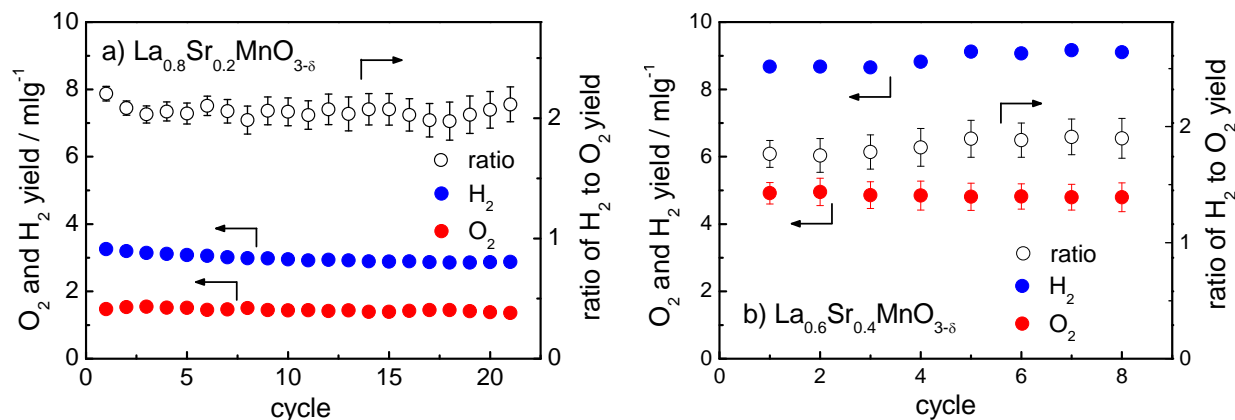 a) La0.8Sr0.2MnO3-δ
O2 and H2 yield / mlg-1
10
8
6
4
2
0
ratio
H2
O2
2
1
0
ratio of H2 to O2 yield
0 5 10 15 20
cycle
O2 and H2 yield / mlg-1
10
8
6
4
2
0
ratio
H2
O2
b) La0.6Sr0.4MnO3-δ
2
1
0
ratio of H2 to O2 yield
0 2 4 6 8
cycle